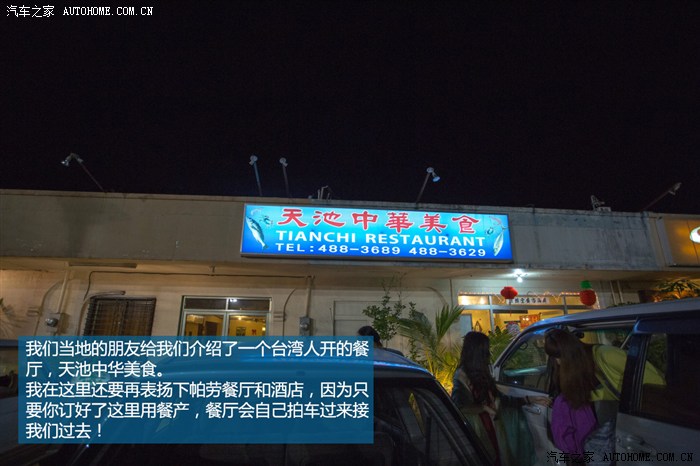 汽车之家 AUTOHOME.COM.CN
天池中華美食
TIANCHI RESTAURANT
TEL:488-3689 488-3629
我们当地的朋友给我们介绍了一个台湾人开的餐
厅，天池中华美食。
我在这里还要再表扬下帕劳餐厅和酒店，因为只
要你订好了这里用餐产，餐厅会自己拍车过来接
我们过去！
汽车之家 AUTOHOME.COM.CN